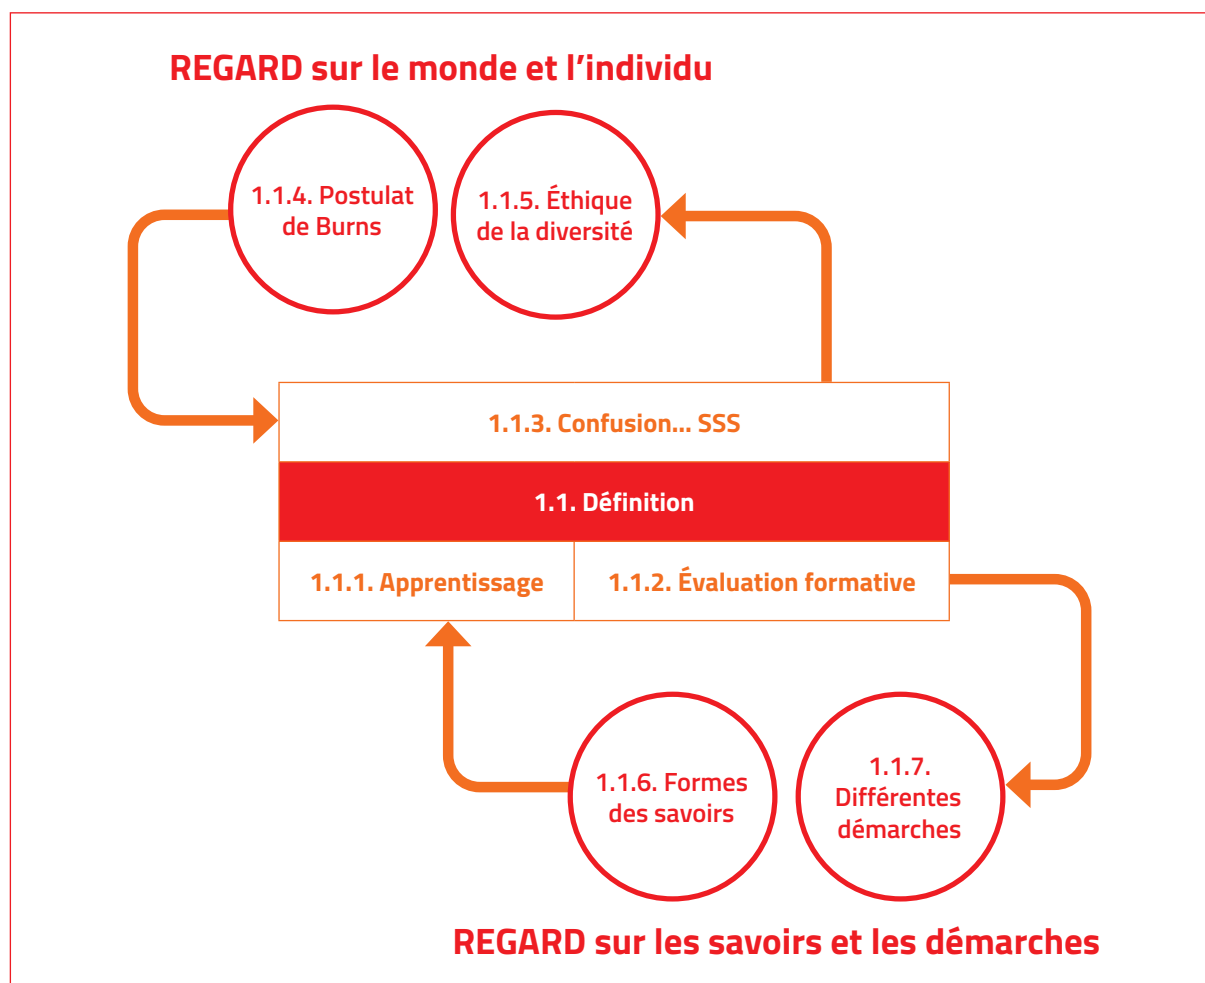 REGARD sur le monde et l’individu
1.1.4. Postulat
de Burns
1.1.5. Éthique
de la diversité
1.1.3. Confusion... SSS
1.1. Définition
1.1.1. Apprentissage
1.1.2. Évaluation formative
1.1.6. Formes
des savoirs
1.1.7.
Différentes
démarches
REGARD sur les savoirs et les démarches